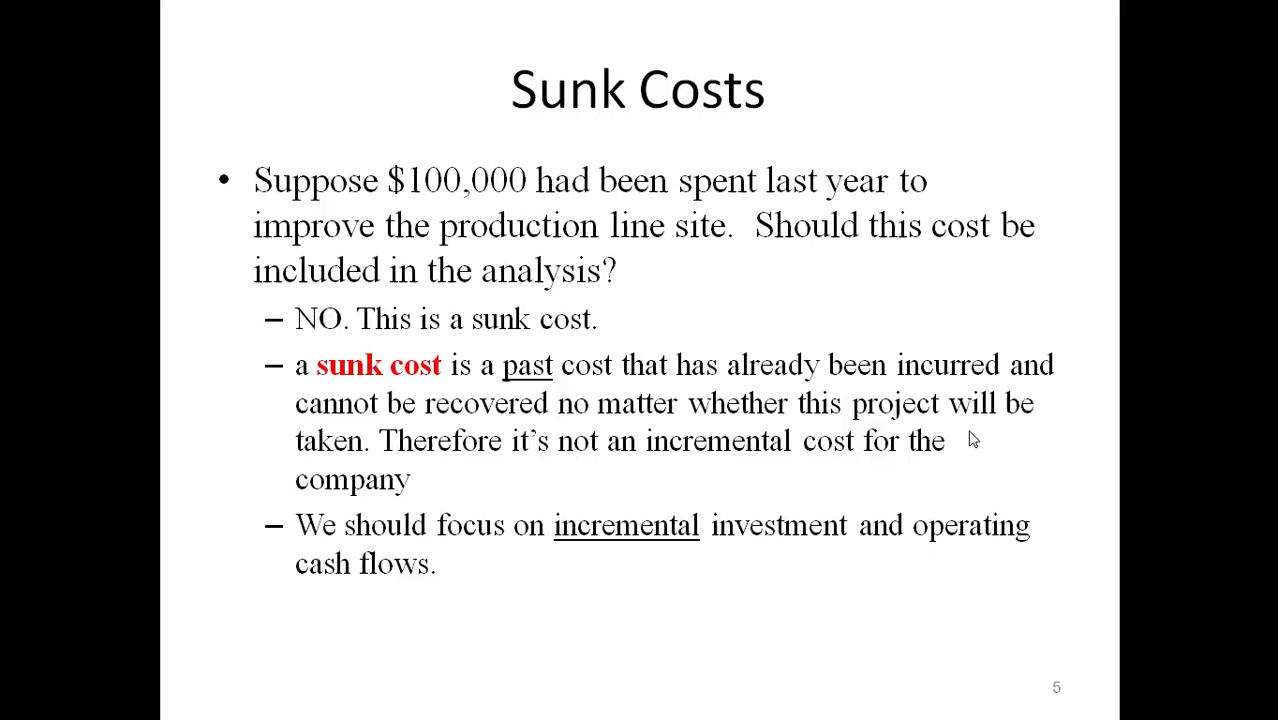 Sunk Costs
• Suppose $100,000 had been spent last year to
improve the production line site.  Should this cost be
included in the analysis?
– NO. This is a sunk cost.
– a sunk cost is a past cost that has already been incurred and
cannot be recovered no matter whether this project will be
taken. Therefore it’s not an incremental cost for the
company
– We should focus on incremental investment and operating
cash flows.
5